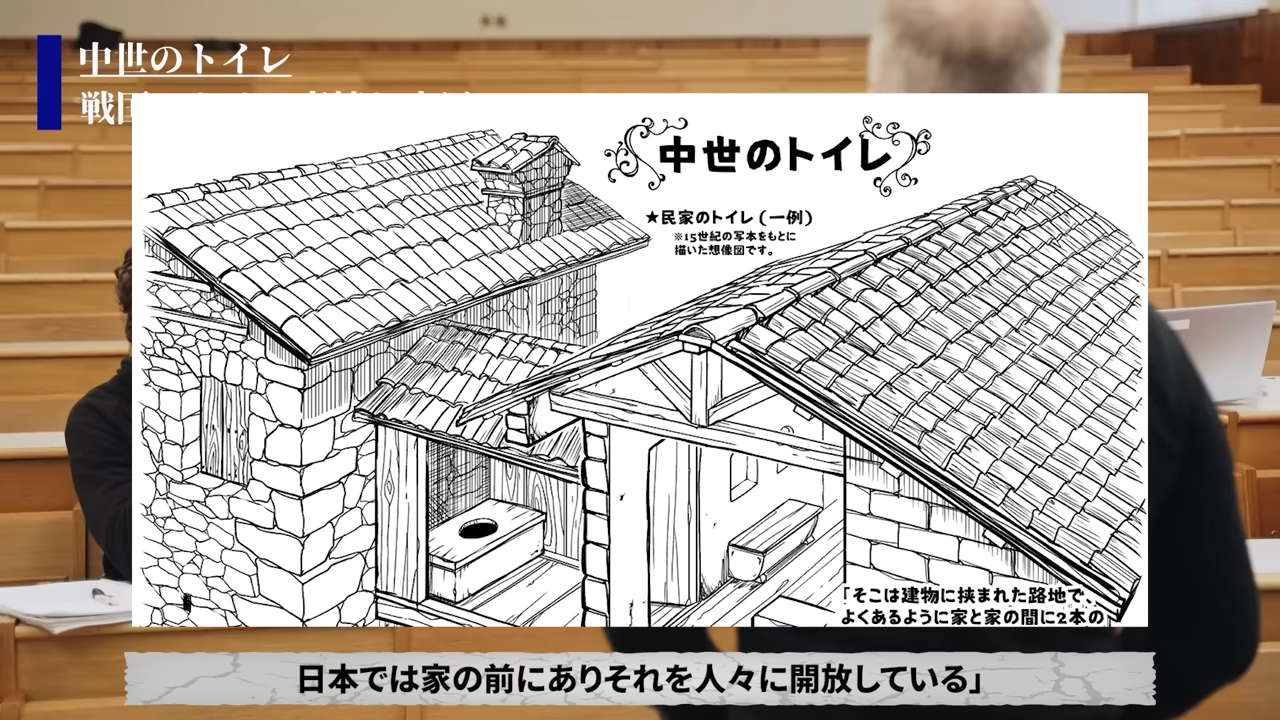 中世のトイレ
戦国
中世のトイレ
★民家のトイレ(一例)
※15世紀の写本をもとに
描いた想像図です。
「そこは建物に挟まれた路地で、
よくあるように家と家の間に2本の
日本では家の前にありそれを人々に開放している」